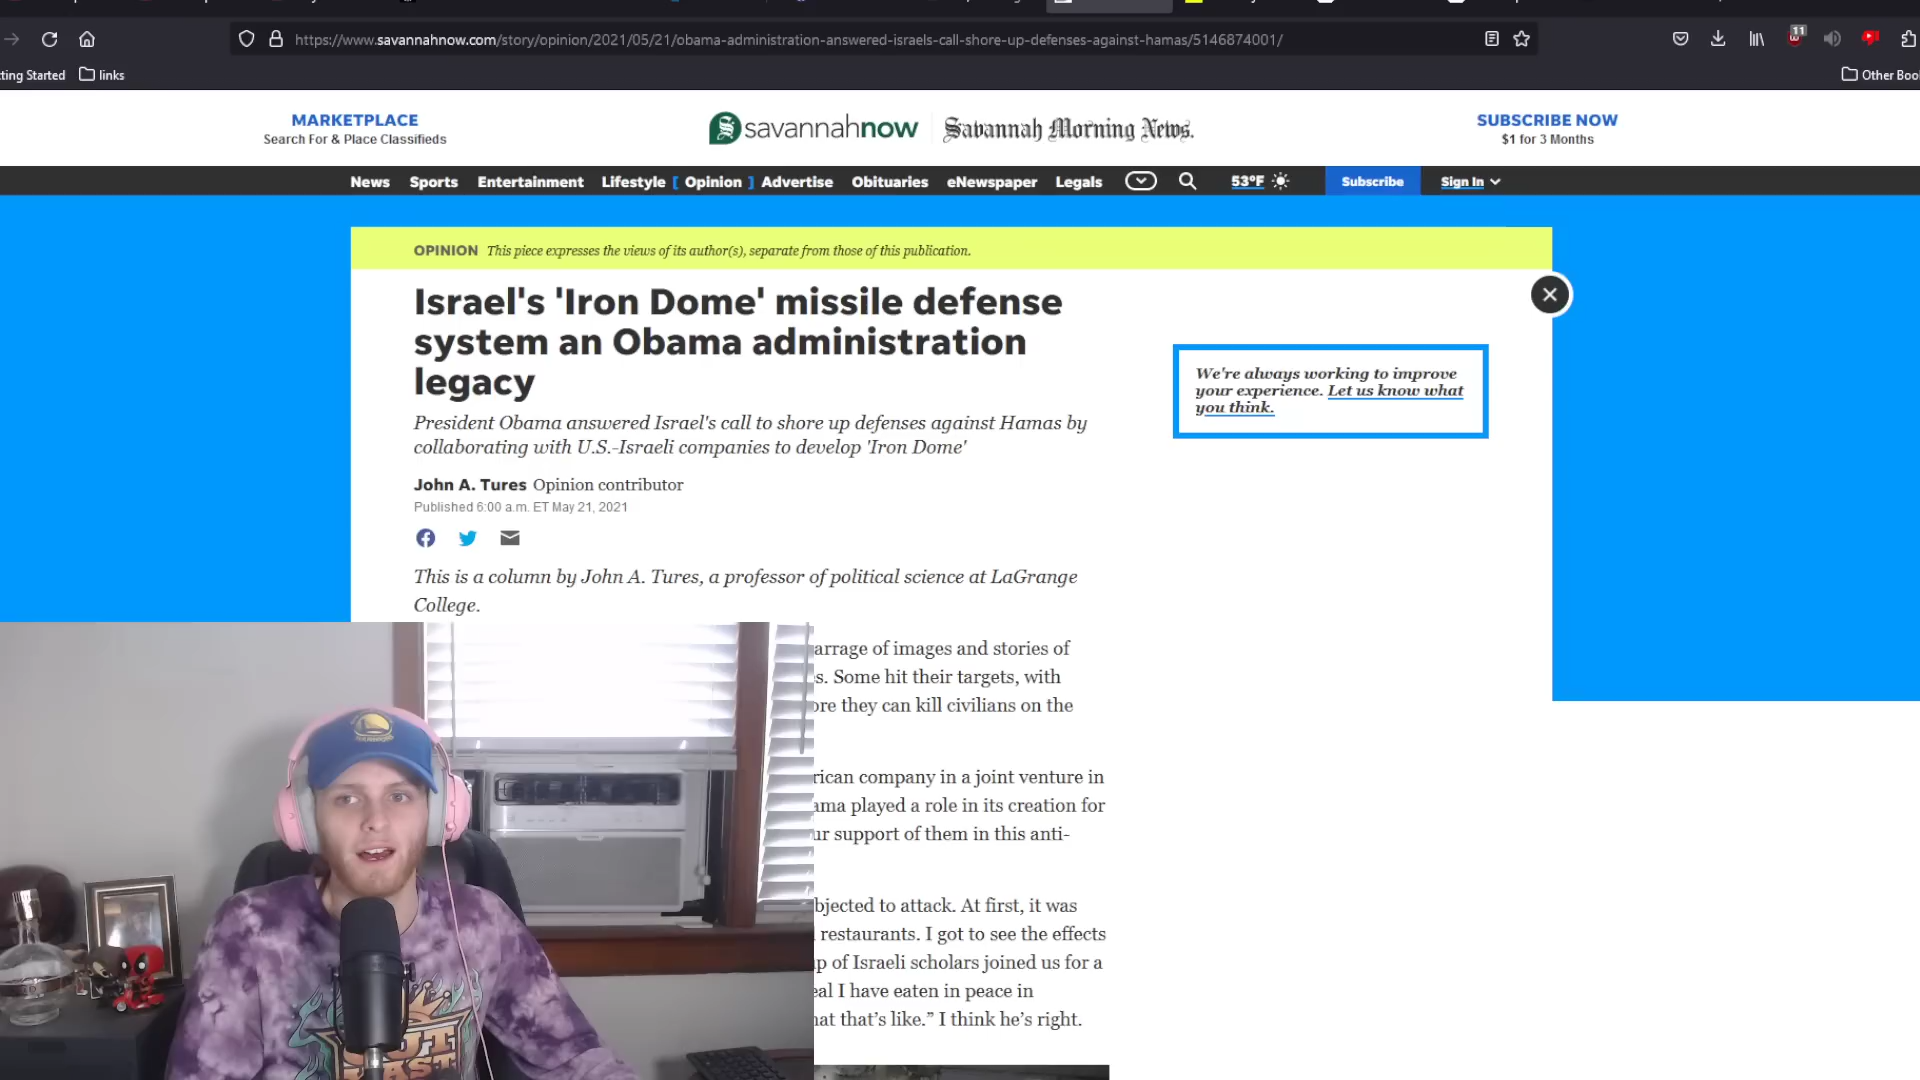 https://www.savannahnow.com/story/opinion/2021/05/21/obama-administration-answered-israels-call-shore-up-defenses-against-hamas/5146874001/
11
ting Started
links
Other Boo
MARKETPLACE
Search For & Place Classifieds
savannahnow
Savannah Morning News.
SUBSCRIBE NOW
$1 for 3 Months
News Sports Entertainment Lifestyle [ Opinion ] Advertise Obituaries eNewspaper Legals 53°F Subscribe Sign In
OPINION This piece expresses the views of its author(s), separate from those of this publication.
Israel's 'Iron Dome' missile defense
system an Obama administration
legacy
President Obama answered Israel's call to shore up defenses against Hamas by
collaborating with U.S.-Israeli companies to develop 'Iron Dome'
John A. Tures Opinion contributor
Published 6:00 a.m. ET May 21, 2021
We're always working to improve
your experience. Let us know what
you think.
This is a column by John A. Tures, a professor of political science at LaGrange
College.
arrage of images and stories of
s. Some hit their targets, with
ore they can kill civilians on the
rican company in a joint venture in
ama played a role in its creation for
ur support of them in this anti-
bjected to attack. At first, it was
restaurants. I got to see the effects
p of Israeli scholars joined us for a
eal I have eaten in peace in
at that's like.” I think he's right.